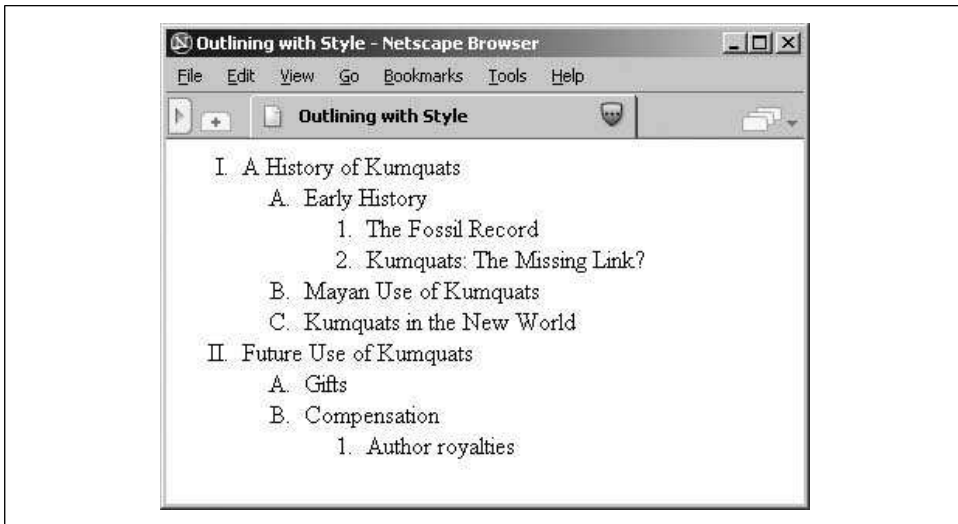 Outlining with Style - Netscape Browser
File Edit View Go Bookmarks Tools Help
Outlining with Style
I. A History of Kumquats
A. Early History
1. The Fossil Record
2. Kumquats: The Missing Link?
B. Mayan Use of Kumquats
C. Kumquats in the New World
II. Future Use of Kumquats
A. Gifts
B. Compensation
1. Author royalties